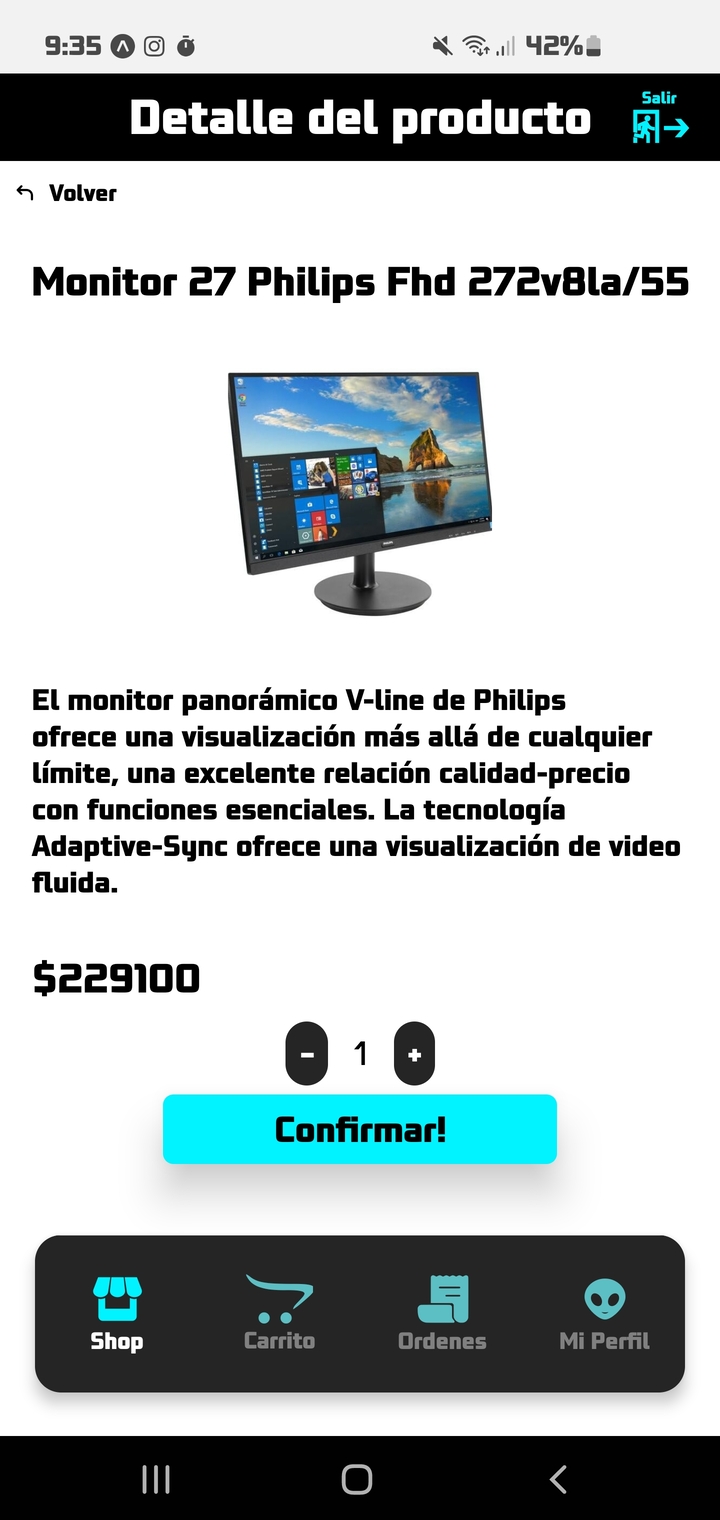 9:35
42%
Salir
Detalle del producto
Volver
Monitor 27 Philips Fhd 272v8la/55
El monitor panorámico V-line de Philips
ofrece una visualización más allá de cualquier
límite, una excelente relación calidad-precio
con funciones esenciales. La tecnología
Adaptive-Sync ofrece una visualización de video
fluida.
$229100
- 1 +
Confirmar!
Shop
Carrito
Ordenes
Mi Perfil